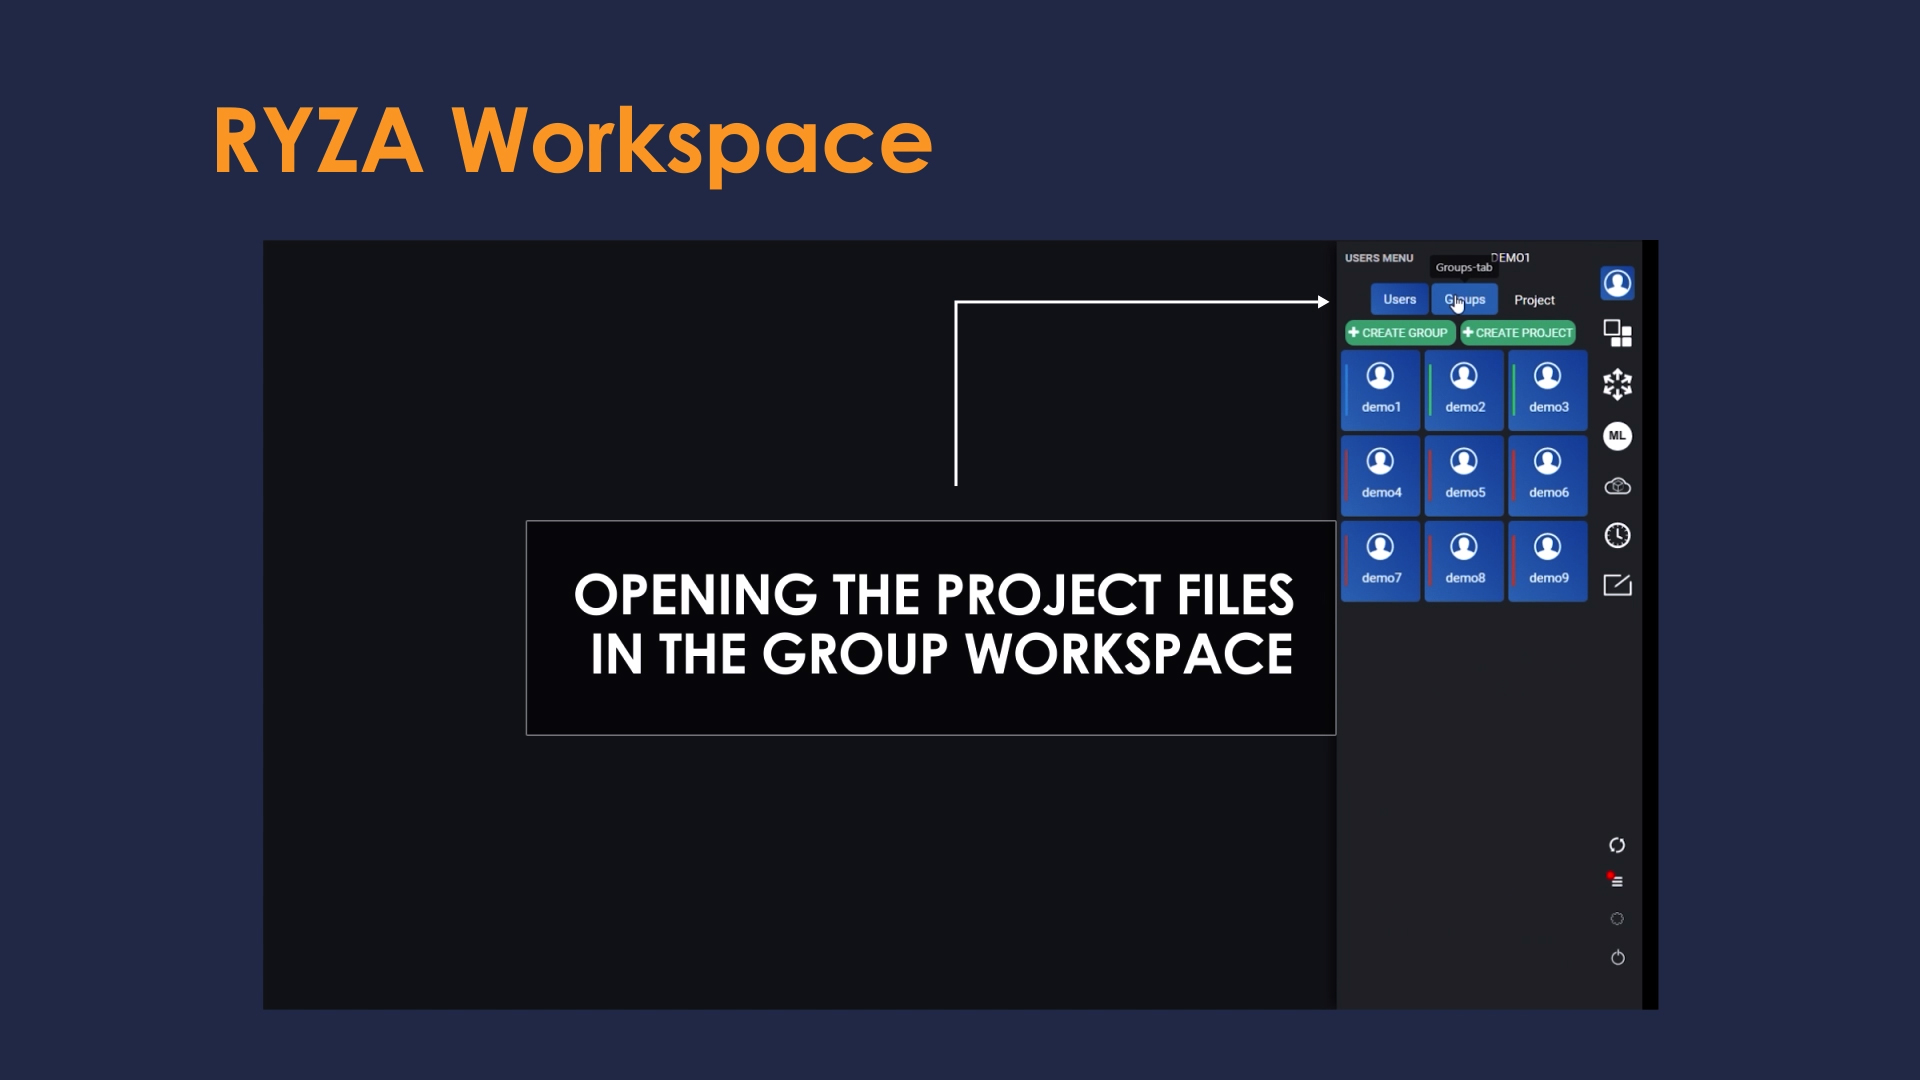 RYZA Workspace
USERS MENU
DEMO1
Groups-tab
Users
Groups
Project
CREATE GROUP
CREATE PROJECT
demo1
demo2
demo3
demo4
demo5
demo6
demo7
demo8
demo9
ML
OPENING THE PROJECT FILES
IN THE GROUP WORKSPACE